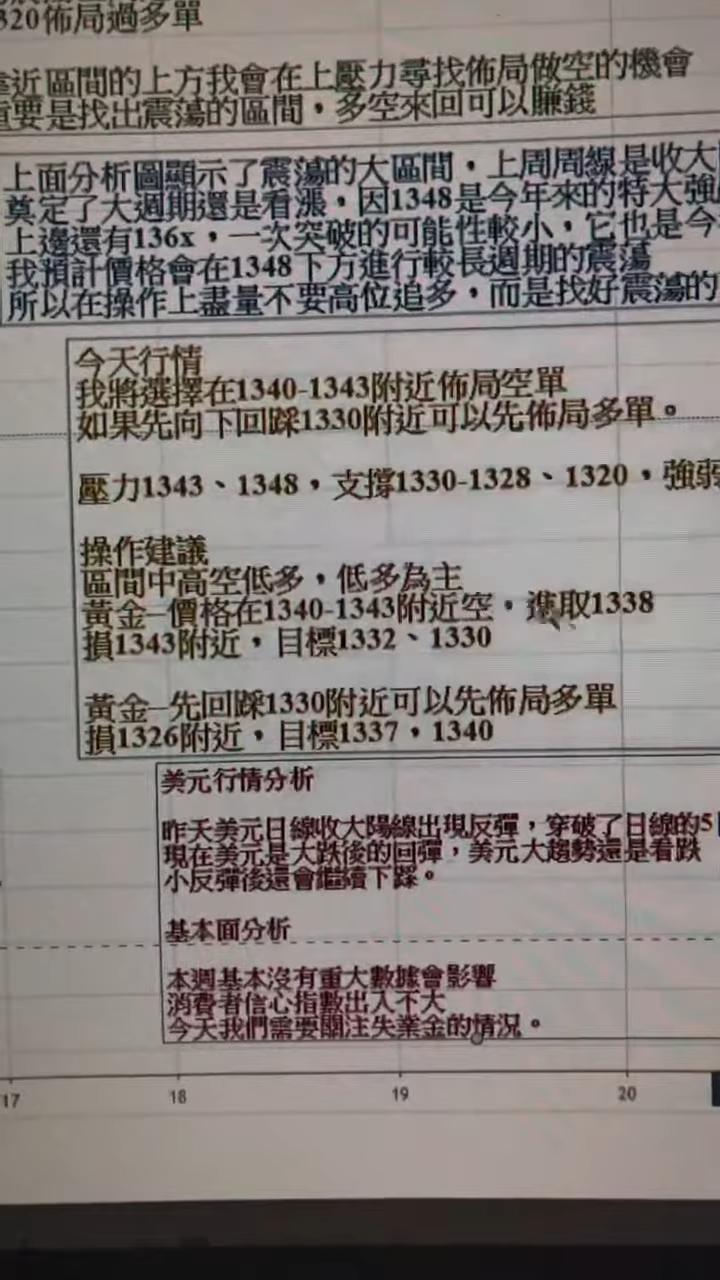 320佈局過多單
靠近區間的上方我會在上壓力尋找佈局做空的機會
重要是找出震蕩的區間，多空來回可以賺錢
上面分析圖顯示了震蕩的大區間，上周周線是收大
奠定了大週期還是看漲，因1348是今年來的特大強
上邊還有136x，一次突破的可能性較小，它也是今
我預計價格會在1348下方進行較長週期的震蕩
所以在操作上盡量不要高位追多，而是找好震蕩的
今天行情
我將選擇在1340-1343附近佈局空單
如果先向下回踩1330附近可以先佈局多單。
壓力1343、1348，支撐1330-1328、1320，強弱
操作建議
區間中高空低多，低多為主
黃金–價格在1340-1343附近空，進取1338
損1343附近，目標1332、1330
黃金–先回踩1330附近可以先佈局多單
損1326附近，目標1337，1340
美元行情分析
昨天美元日線收大陽線出現反彈，穿破了日線的5
現在美元是大跌後的回彈，美元大趨勢還是看跌
小反彈後還會繼續下踩。
基本面分析
本週基本沒有重大數據會影響
消費者信心指數出入不大
今天我們需要關注失業金的情況。
17 18 19 20